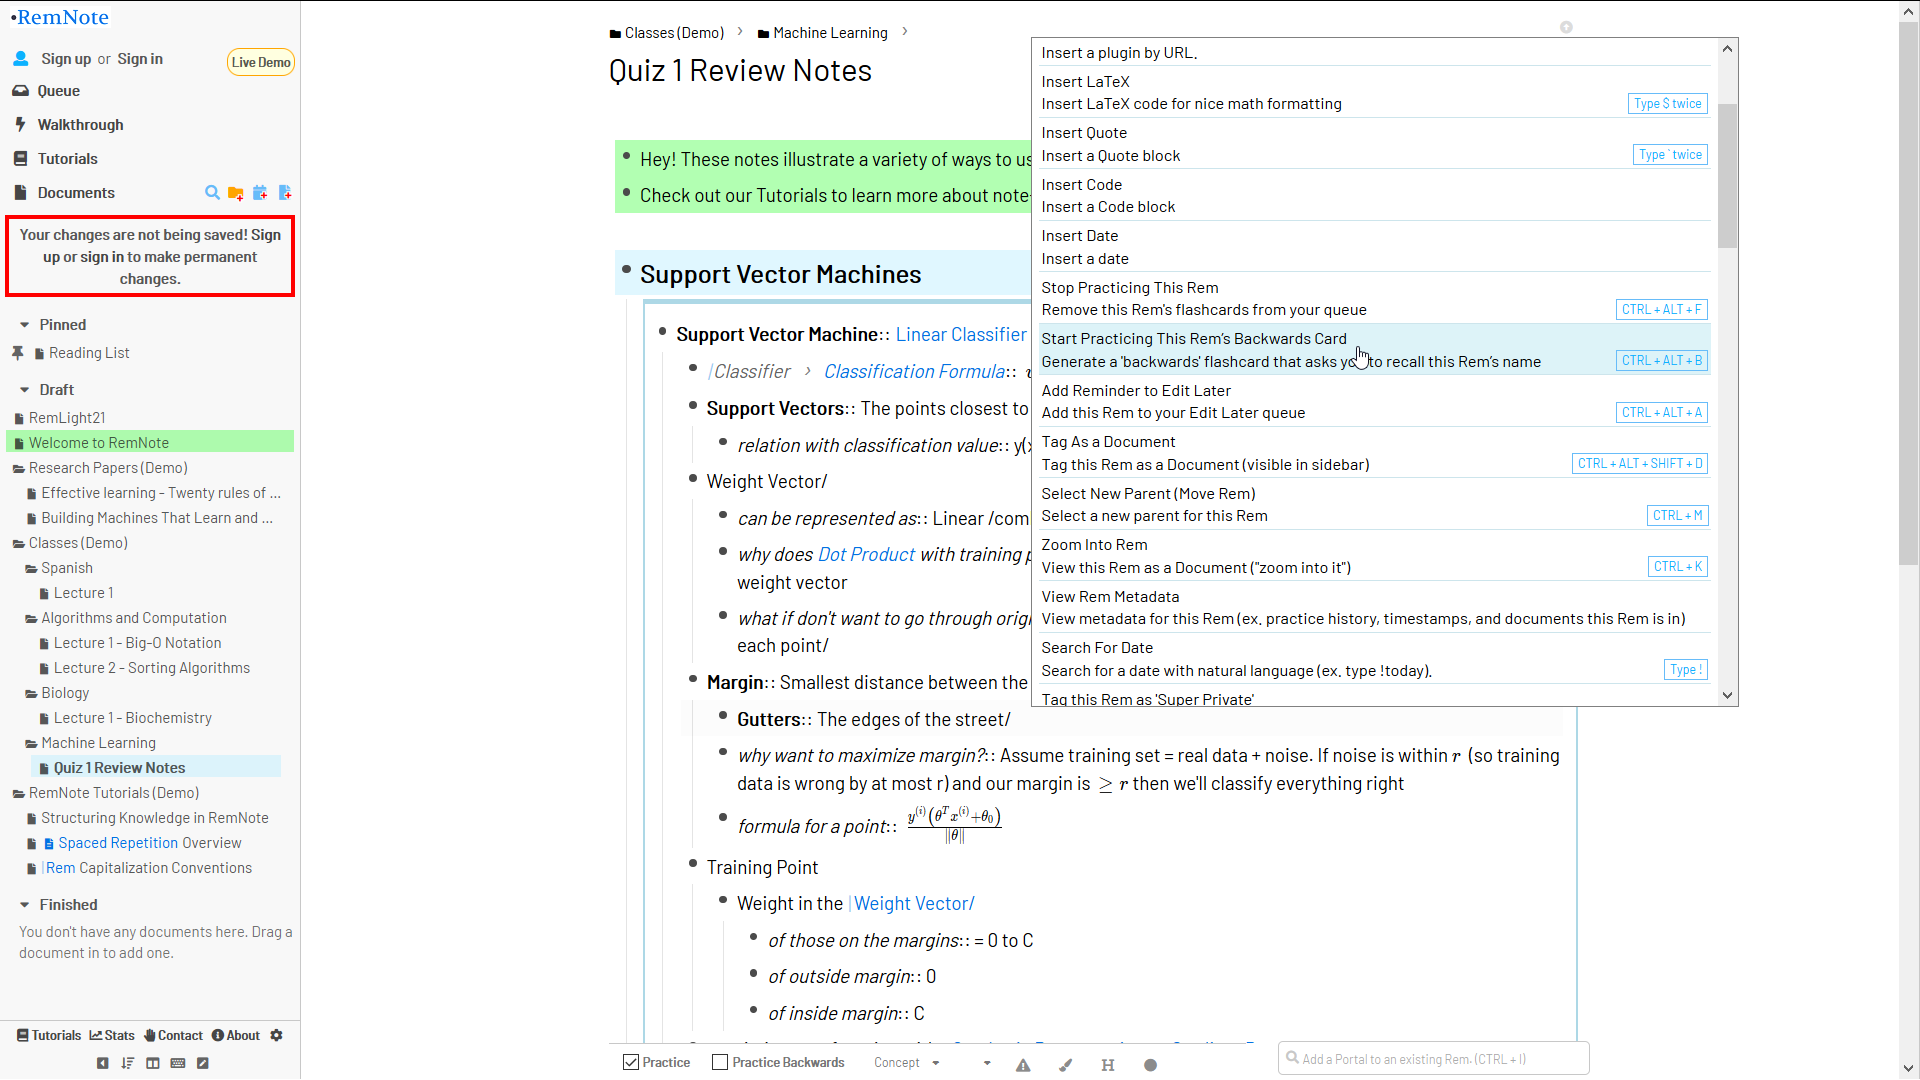 •RemNote
Sign up or Sign in
Live Demo
Queue
Walkthrough
Tutorials
Documents
Your changes are not being saved! Sign
up or sign in to make permanent
changes.
Pinned
Reading List
Draft
RemLight21
Welcome to RemNote
Research Papers (Demo)
Effective learning - Twenty rules of ...
Building Machines That Learn and ...
Classes (Demo)
Spanish
Lecture 1
Algorithms and Computation
Lecture 1 - Big-O Notation
Lecture 2 - Sorting Algorithms
Biology
Lecture 1 - Biochemistry
Machine Learning
Quiz 1 Review Notes
RemNote Tutorials (Demo)
Structuring Knowledge in RemNote
Spaced Repetition Overview
Rem Capitalization Conventions
Finished
You don't have any documents here. Drag a
document in to add one.
Tutorials Stats Contact About
Classes (Demo) > Machine Learning >
Quiz 1 Review Notes
Hey! These notes illustrate a variety of ways to us
Check out our Tutorials to learn more about note-
Support Vector Machines
Support Vector Machine:: Linear Classifier
Classifier > Classification Formula::
Support Vectors:: The points closest to
relation with classification value:: y(x
Weight Vector/
can be represented as:: Linear /com
why does Dot Product with training p
weight vector
what if don't want to go through orig
each point/
Margin:: Smallest distance between the
Gutters:: The edges of the street/
why want to maximize margin?:: Assume training set = real data + noise. If noise is within r (so training
data is wrong by at most r) and our margin is ≥ r then we'll classify everything right
formula for a point:: y^(i)(θ^T x^(i)+θ_0) / ‖θ‖
Training Point
Weight in the Weight Vector/
of those on the margins:: = 0 to C
of outside margin:: 0
of inside margin:: C
Insert a plugin by URL.
Insert LaTeX
Insert LaTeX code for nice math formatting
Type $ twice
Insert Quote
Insert a Quote block
Type ` twice
Insert Code
Insert a Code block
Insert Date
Insert a date
Stop Practicing This Rem
Remove this Rem's flashcards from your queue
CTRL + ALT + F
Start Practicing This Rem's Backwards Card
Generate a 'backwards' flashcard that asks you to recall this Rem's name
CTRL + ALT + B
Add Reminder to Edit Later
Add this Rem to your Edit Later queue
CTRL + ALT + A
Tag As a Document
Tag this Rem as a Document (visible in sidebar)
CTRL + ALT + SHIFT + D
Select New Parent (Move Rem)
Select a new parent for this Rem
CTRL + M
Zoom Into Rem
View this Rem as a Document ("zoom into it")
CTRL + K
View Rem Metadata
View metadata for this Rem (ex. practice history, timestamps, and documents this Rem is in)
Search For Date
Search for a date with natural language (ex. type !today).
Type !
Tag this Rem as 'Super Private'
Practice Practice Backwards Concept H
Add a Portal to an existing Rem. (CTRL + I)